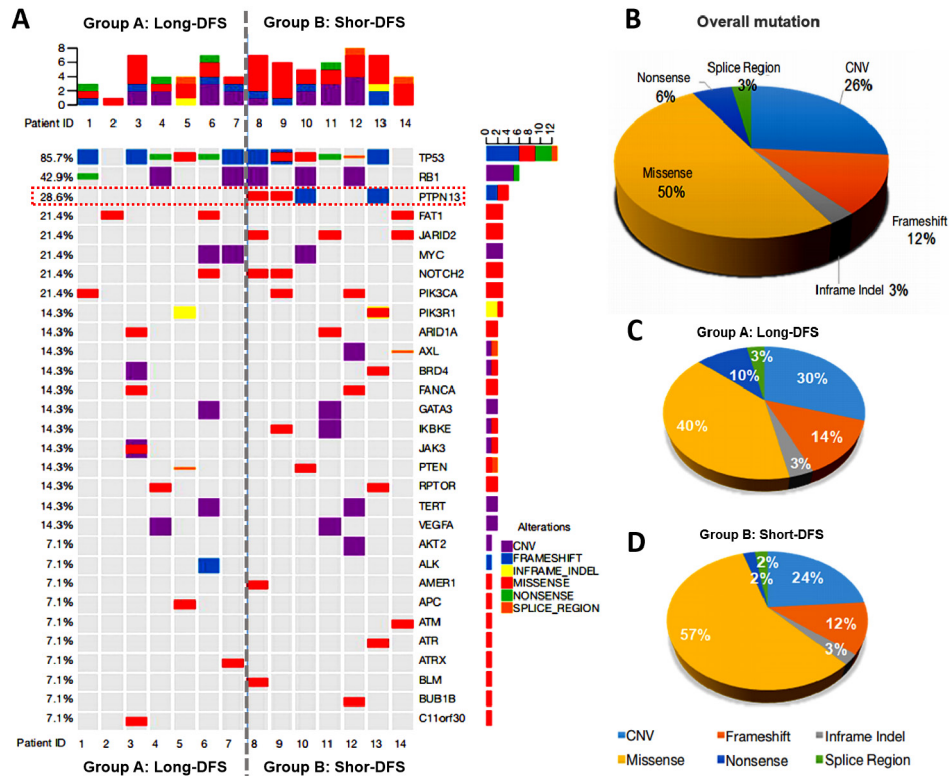 A
Group A: Long-DFS
Group B: Shor-DFS
8
6
4
2
0
Patient ID 1 2 3 4 5 6 7 8 9 10 11 12 13 14
0 2 4 6 8 10 12
85.7% TP53
42.9% RB1
28.6% PTPN13
21.4% FAT1
21.4% JARID2
21.4% MYC
21.4% NOTCH2
21.4% PIK3CA
14.3% PIK3R1
14.3% ARID1A
14.3% AXL
14.3% BRD4
14.3% FANCA
14.3% GATA3
14.3% IKBKE
14.3% JAK3
14.3% PTEN
14.3% RPTOR
14.3% TERT
14.3% VEGFA
7.1% AKT2
7.1% ALK
7.1% AMER1
7.1% APC
7.1% ATM
7.1% ATR
7.1% ATRX
7.1% BLM
7.1% BUB1B
7.1% C11orf30
Patient ID 1 2 3 4 5 6 7 8 9 10 11 12 13 14
Group A: Long-DFS
Group B: Shor-DFS
Alterations
CNV
FRAMESHIFT
INFRAME_INDEL
MISSENSE
NONSENSE
SPLICE_REGION
B
Overall mutation
Splice Region
3%
CNV
26%
Nonsense
6%
Missense
50%
Frameshift
12%
Inframe Indel 3%
C
Group A: Long-DFS
3%
10%
30%
40%
14%
3%
D
Group B: Short-DFS
2%
2%
24%
57%
12%
3%
CNV
Frameshift
Inframe Indel
Missense
Nonsense
Splice Region